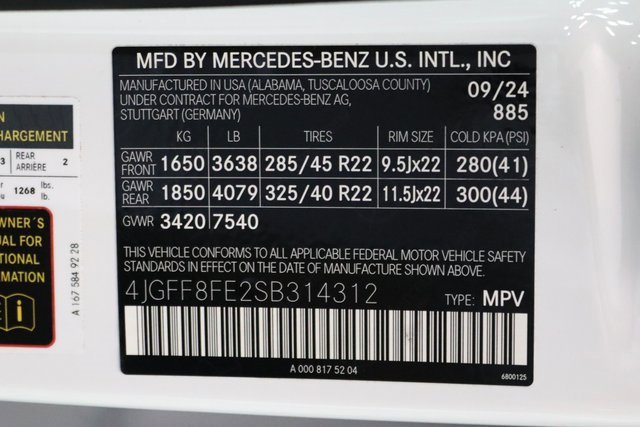 MFD BY MERCEDES-BENZ U.S. INTL., INC
MANUFACTURED IN USA (ALABAMA, TUSCALOOSA COUNTY) 09/24
UNDER CONTRACT FOR MERCEDES-BENZ AG,
STUTTGART (GERMANY) 885
KG LB TIRES RIM SIZE COLD KPA (PSI)
GAWR FRONT 1650 3638 285/45 R22 9.5Jx22 280(41)
GAWR REAR 1850 4079 325/40 R22 11.5Jx22 300(44)
GVWR 3420 7540
THIS VEHICLE CONFORMS TO ALL APPLICABLE FEDERAL MOTOR VEHICLE SAFETY
STANDARDS IN EFFECT ON THE DATE OF MANUFACTURE SHOWN ABOVE.
4JGFF8FE2SB314312 TYPE: MPV
A 000 817 52 04
6800125
HARGEMENT
3 REAR ARRIÈRE 2
1268 lbs. lb.
WNER´S
UAL FOR
TIONAL
RMATION
i
A 167 584 92 28